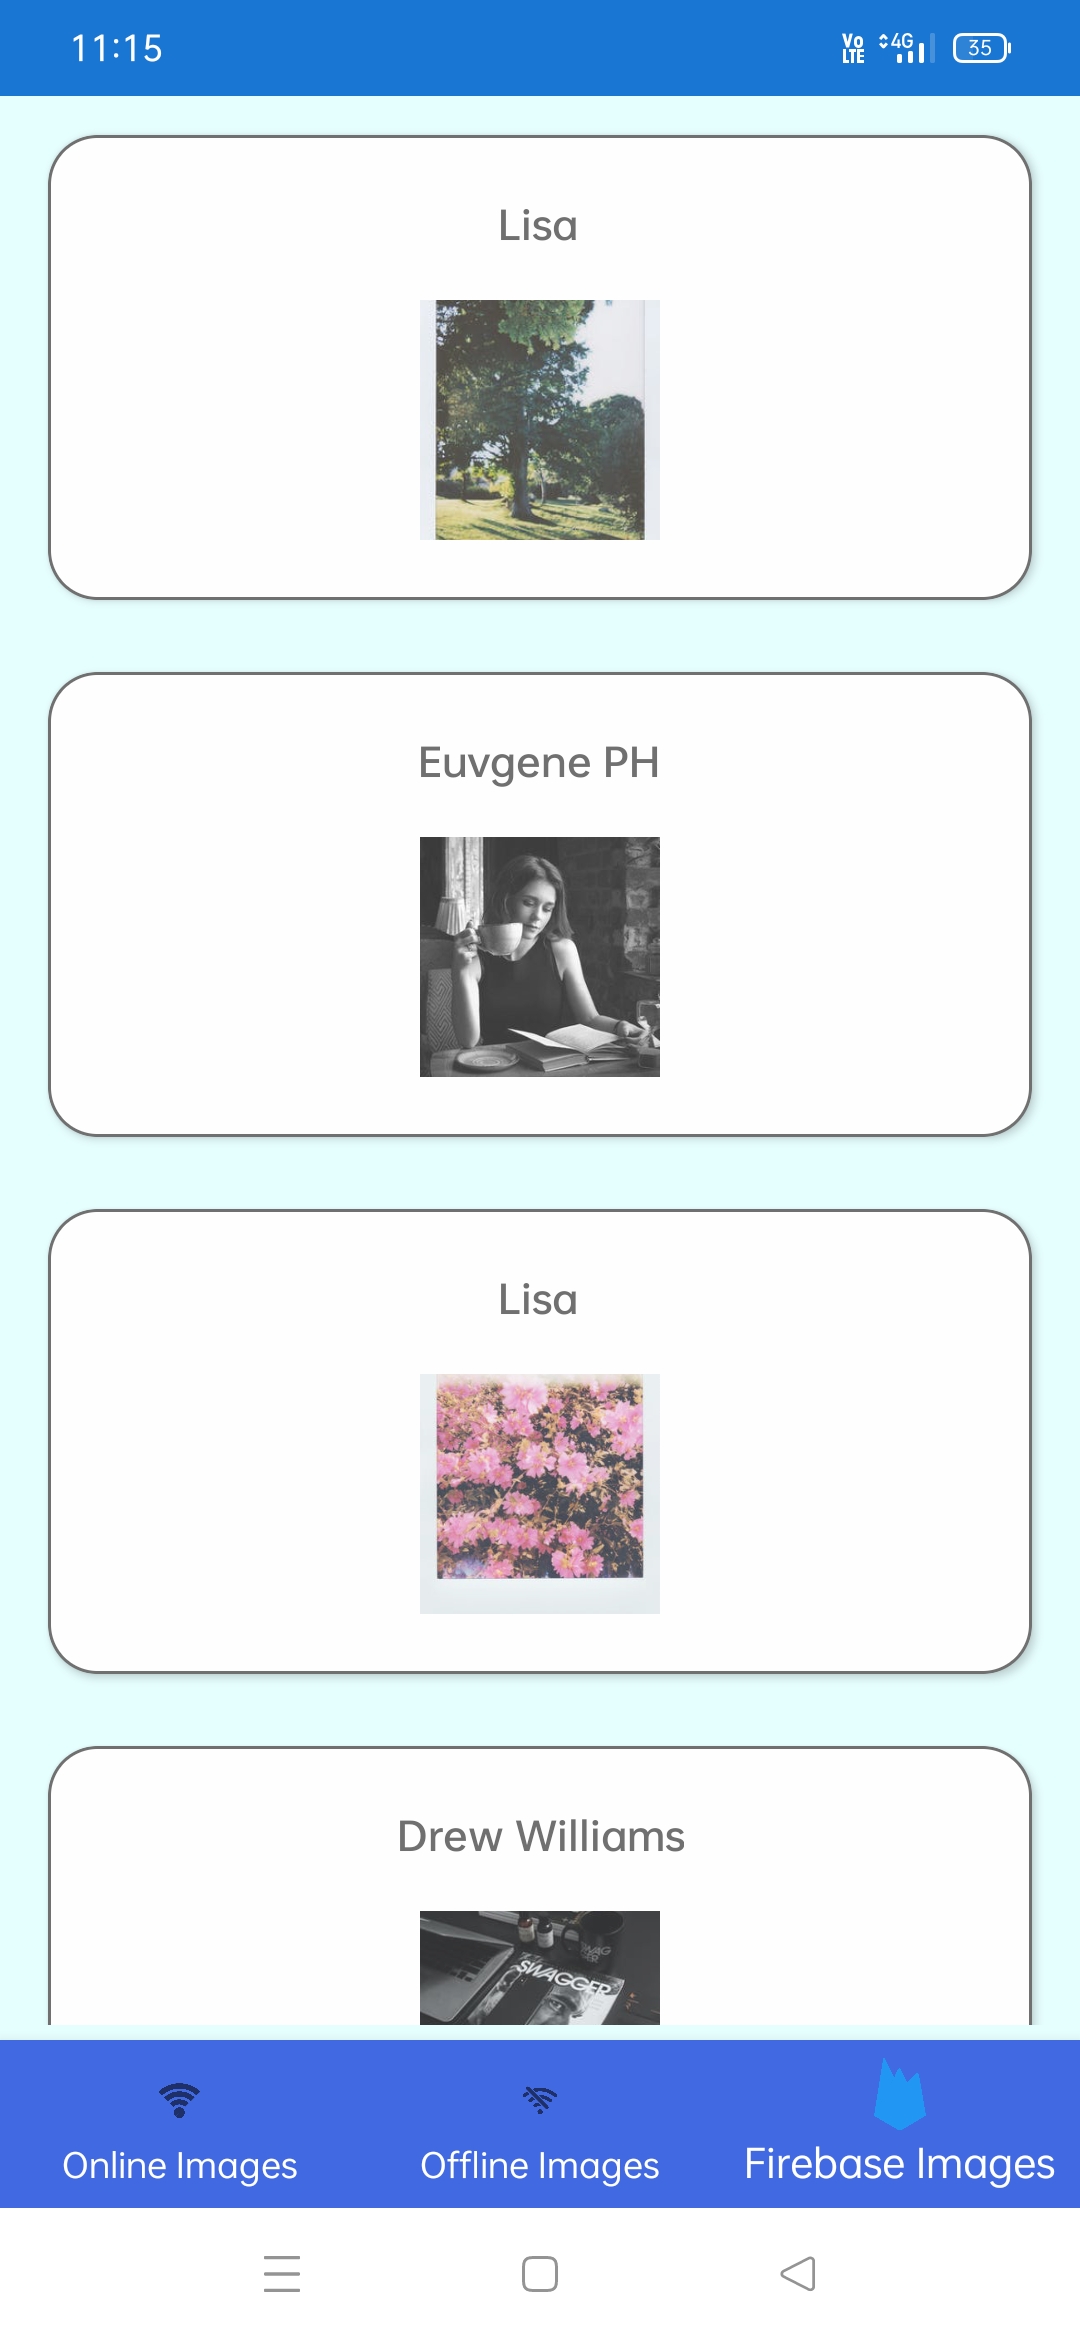 11:15
Vo
LTE
4G
35
Lisa
Euvgene PH
Lisa
Drew Williams
SWAGGER
Online Images
Offline Images
Firebase Images